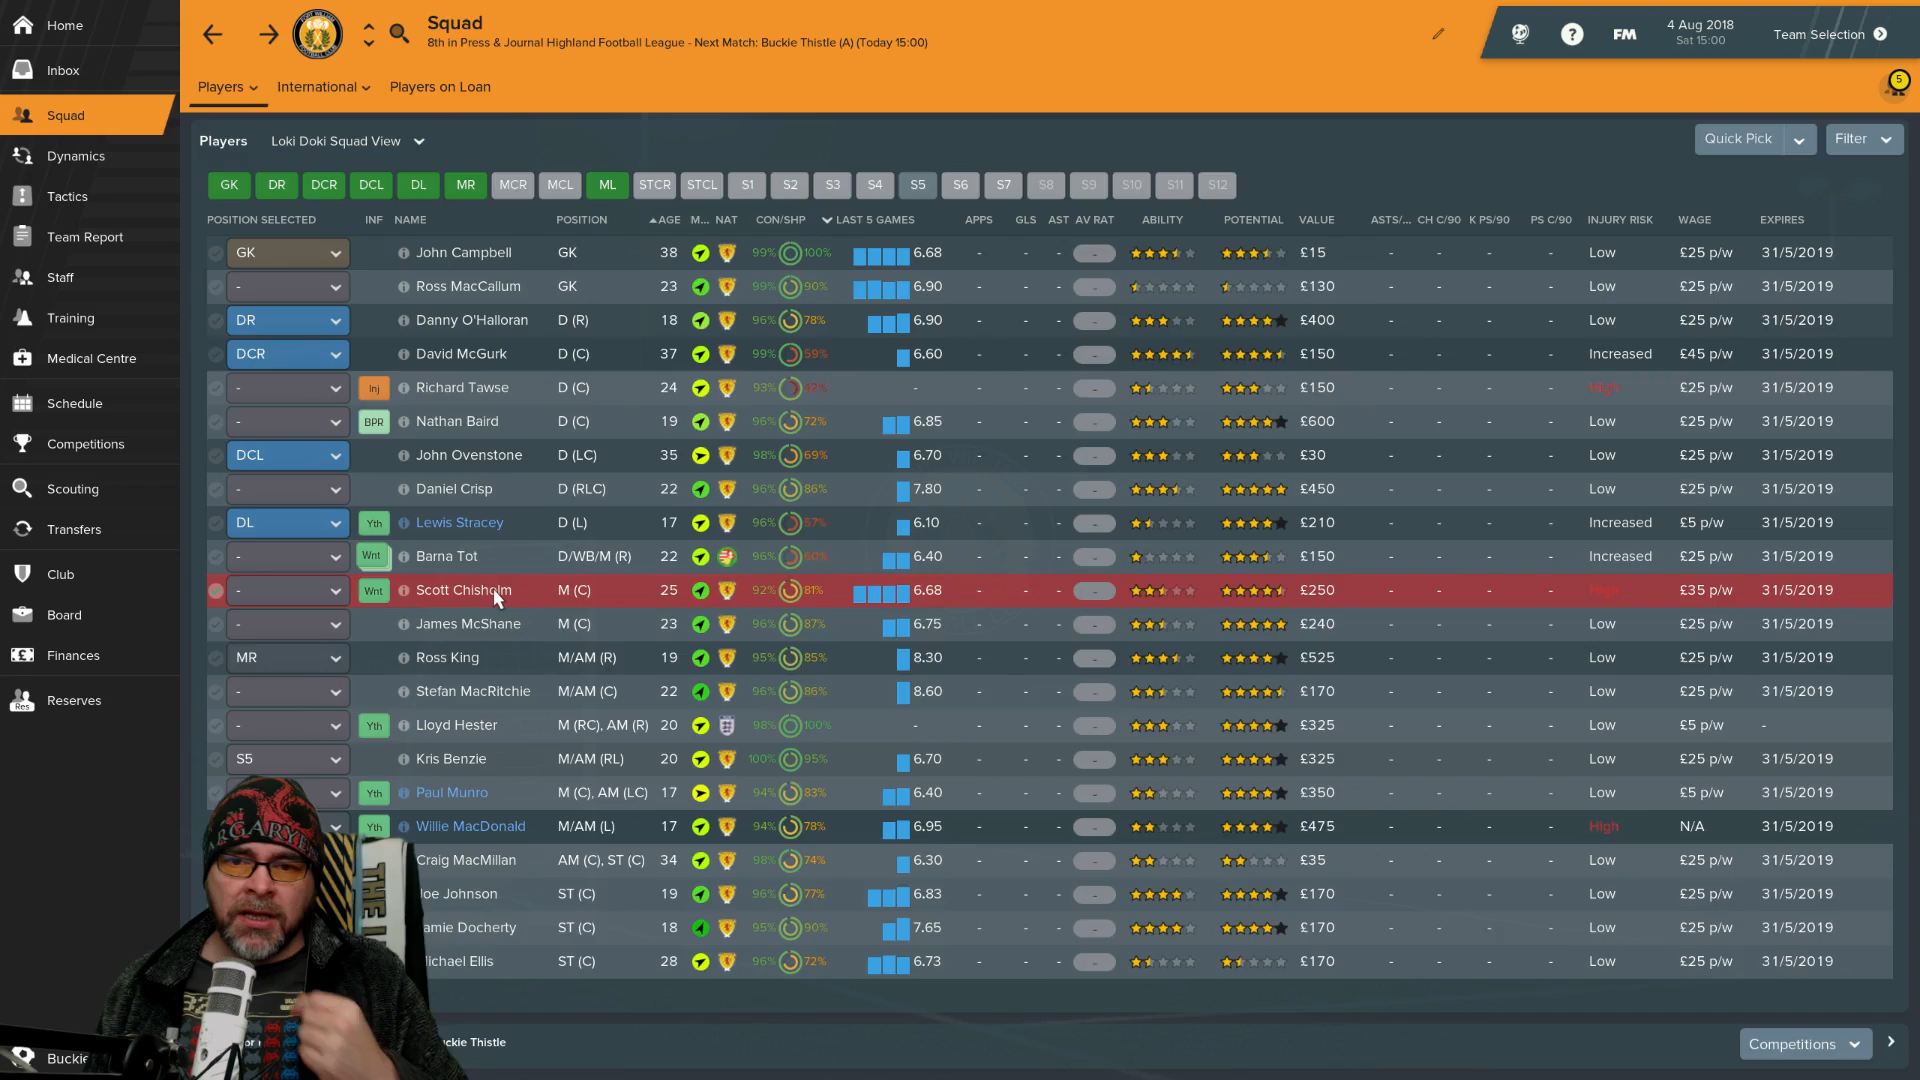 Home
Inbox
Squad
Dynamics
Tactics
Team Report
Staff
Training
Medical Centre
Schedule
Competitions
Scouting
Transfers
Club
Board
Finances
Res Reserves
Buckie
Squad
8th in Press & Journal Highland Football League - Next Match: Buckie Thistle (A) (Today 15:00)
FM
4 Aug 2018
Sat 15:00
Team Selection
5
Players International Players on Loan
Players Loki Doki Squad View Quick Pick Filter
GK DR DCR DCL DL MR MCR MCL ML STCR STCL S1 S2 S3 S4 S5 S6 S7 S8 S9 S10 S11 S12
POSITION SELECTED INF NAME POSITION AGE M... NAT CON/SHP LAST 5 GAMES APPS GLS AST AV RAT ABILITY POTENTIAL VALUE ASTS/... CH C/90 K PS/90 PS C/90 INJURY RISK WAGE EXPIRES
GK John Campbell GK 38 99% 100% 6.68 - - - - £15 - - - - Low £25 p/w 31/5/2019
- Ross MacCallum GK 23 99% 90% 6.90 - - - - £130 - - - - Low £25 p/w 31/5/2019
DR Danny O'Halloran D (R) 18 96% 78% 6.90 - - - - £400 - - - - Low £25 p/w 31/5/2019
DCR David McGurk D (C) 37 99% 59% 6.60 - - - - £150 - - - - Increased £45 p/w 31/5/2019
- Inj Richard Tawse D (C) 24 93% 42% - - - - - £150 - - - - High £25 p/w 31/5/2019
- BPR Nathan Baird D (C) 19 96% 72% 6.85 - - - - £600 - - - - Low £25 p/w 31/5/2019
DCL John Ovenstone D (LC) 35 98% 69% 6.70 - - - - £30 - - - - Low £25 p/w 31/5/2019
- Daniel Crisp D (RLC) 22 96% 86% 7.80 - - - - £450 - - - - Low £25 p/w 31/5/2019
DL Yth Lewis Stracey D (L) 17 96% 57% 6.10 - - - - £210 - - - - Increased £5 p/w 31/5/2019
- Wnt Barna Tot D/WB/M (R) 22 96% 60% 6.40 - - - - £150 - - - - Increased £25 p/w 31/5/2019
- Wnt Scott Chisholm M (C) 25 92% 81% 6.68 - - - - £250 - - - - High £35 p/w 31/5/2019
- James McShane M (C) 23 96% 87% 6.75 - - - - £240 - - - - Low £25 p/w 31/5/2019
MR Ross King M/AM (R) 19 95% 85% 8.30 - - - - £525 - - - - Low £25 p/w 31/5/2019
- Stefan MacRitchie M/AM (C) 22 96% 86% 8.60 - - - - £170 - - - - Low £25 p/w 31/5/2019
- Yth Lloyd Hester M (RC), AM (R) 20 98% 100% - - - - - £325 - - - - Low £5 p/w -
S5 Kris Benzie M/AM (RL) 20 100% 95% 6.70 - - - - £325 - - - - Low £25 p/w 31/5/2019
Yth Paul Munro M (C), AM (LC) 17 94% 83% 6.40 - - - - £350 - - - - Low £5 p/w 31/5/2019
Yth Willie MacDonald M/AM (L) 17 94% 78% 6.95 - - - - £475 - - - - High N/A 31/5/2019
Craig MacMillan AM (C), ST (C) 34 98% 74% 6.30 - - - - £35 - - - - Low £25 p/w 31/5/2019
Joe Johnson ST (C) 19 96% 77% 6.83 - - - - £170 - - - - Low £25 p/w 31/5/2019
amie Docherty ST (C) 18 95% 90% 7.65 - - - - £170 - - - - Low £25 p/w 31/5/2019
ichael Ellis ST (C) 28 96% 72% 6.73 - - - - £170 - - - - Low £25 p/w 31/5/2019
RGARYE
THE L
uckie Thistle
Competitions